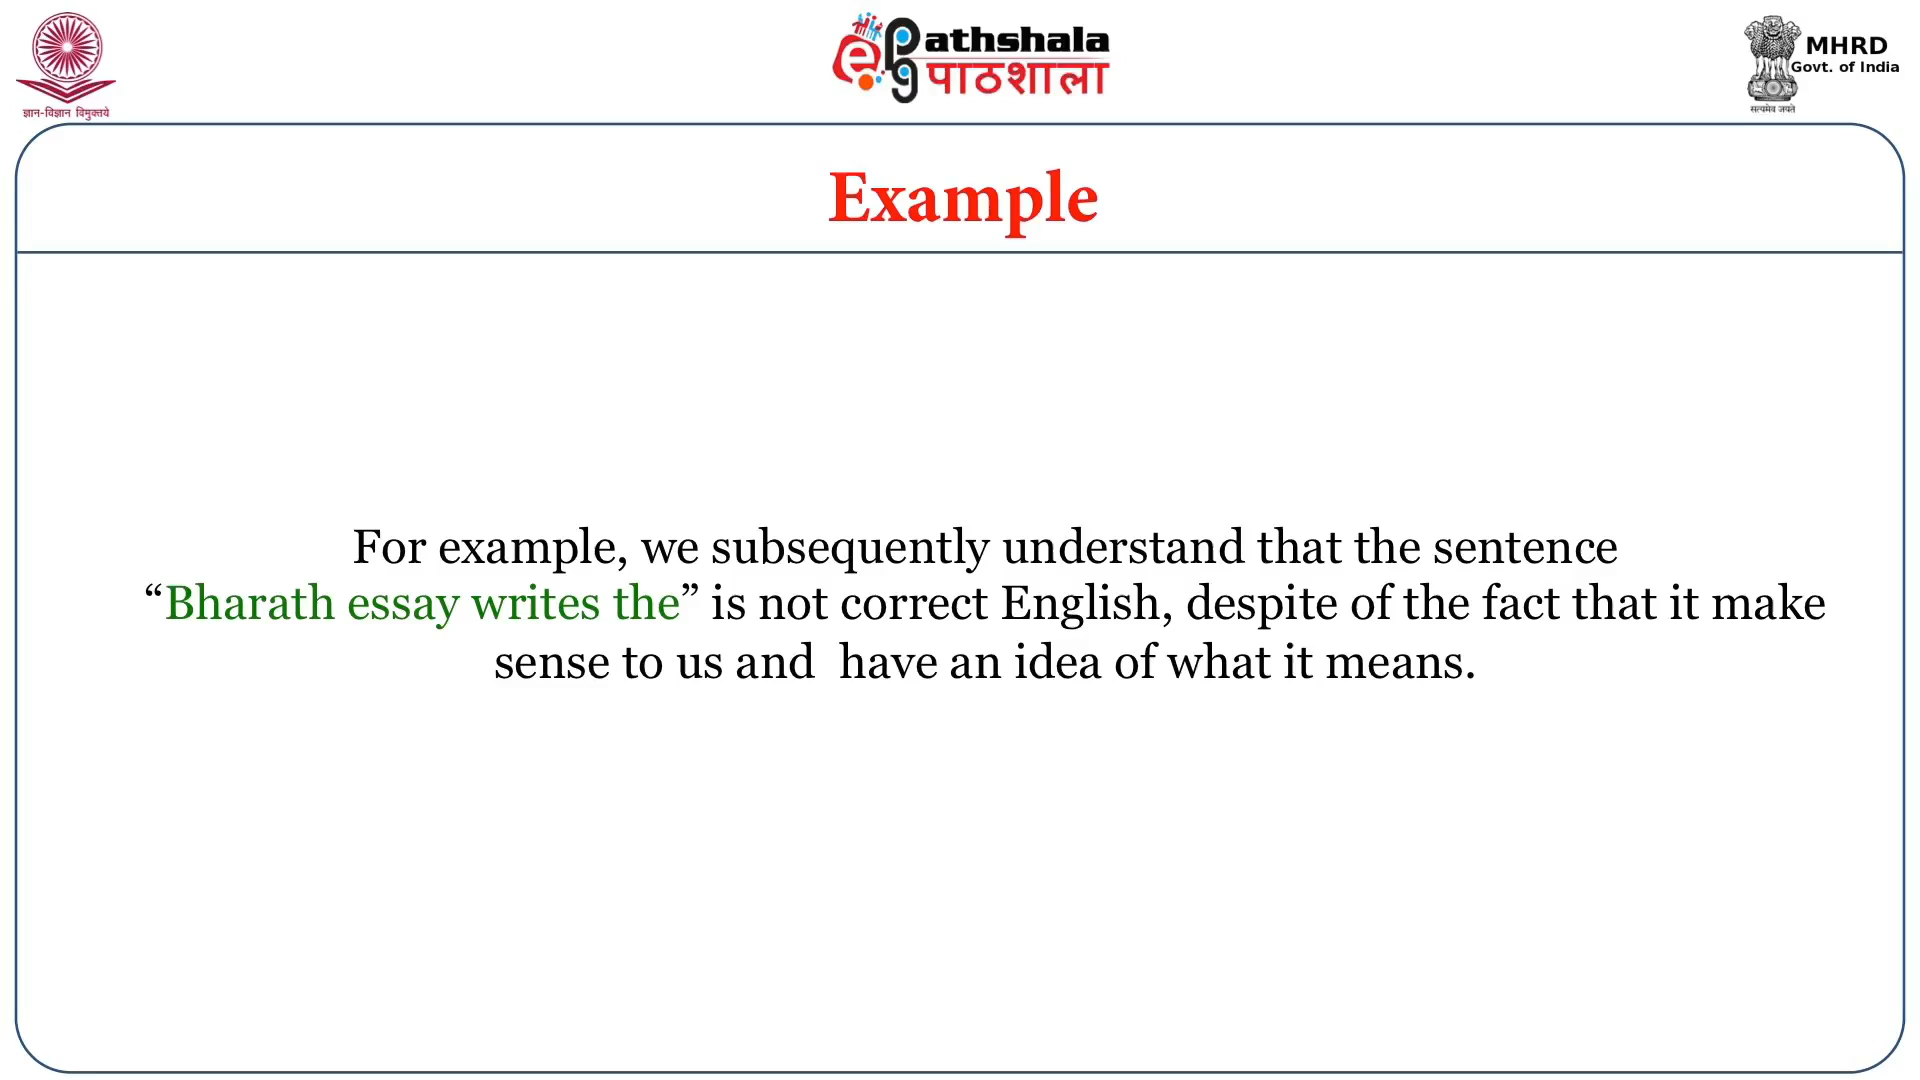 ज्ञान-विज्ञान विमुक्तये
e pg Pathshala
पाठशाला
MHRD
Govt. of India
सत्यमेव जयते
Example
For example, we subsequently understand that the sentence
“Bharath essay writes the” is not correct English, despite of the fact that it make
sense to us and  have an idea of what it means.